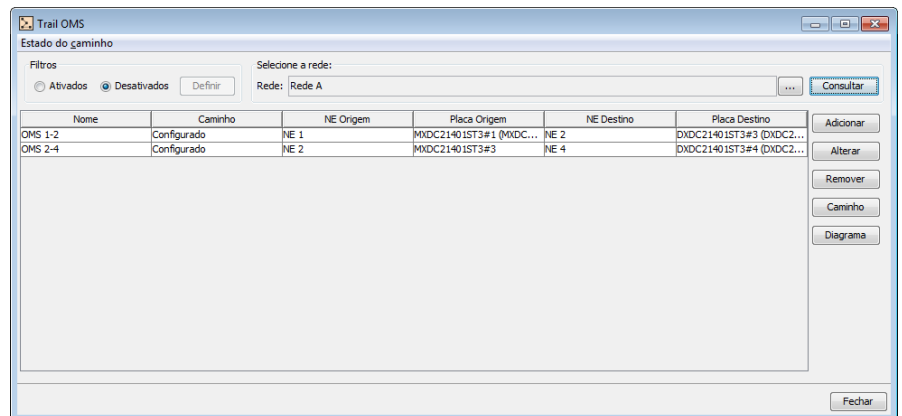 Trail OMS
Estado do caminho
Filtros
Selecione a rede:
Ativados Desativados Definir Rede: Rede A ... Consultar
Nome Caminho NE Origem Placa Origem NE Destino Placa Destino
OMS 1-2 Configurado NE 1 MXDC21401ST3#1 (MXDC... NE 2 DXDC21401ST3#3 (DXDC2...
OMS 2-4 Configurado NE 2 MXDC21401ST3#3 NE 4 DXDC21401ST3#4 (DXDC2...
Adicionar
Alterar
Remover
Caminho
Diagrama
Fechar